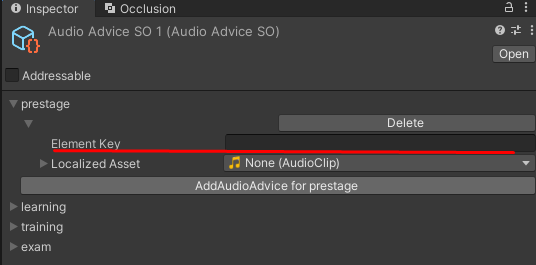 Inspector
Occlusion
Audio Advice SO 1 (Audio Advice SO)
Open
Addressable
prestage
Delete
Element Key
Localized Asset
None (AudioClip)
AddAudioAdvice for prestage
learning
training
exam